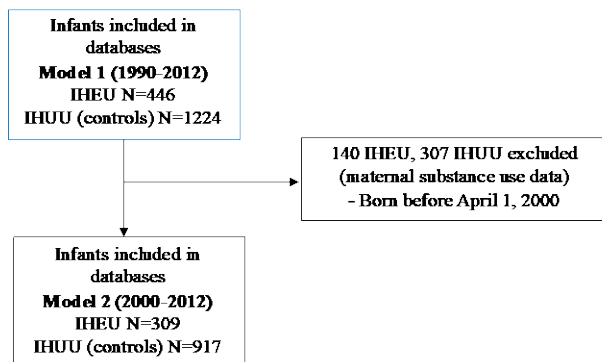 Infants included in
databases
Model 1 (1990-2012)
IHEU N=446
IHUU (controls) N=1224
140 IHEU, 307 IHUU excluded
(maternal substance use data)
- Born before April 1, 2000
Infants included in
databases
Model 2 (2000-2012)
IHEU N=309
IHUU (controls) N=917